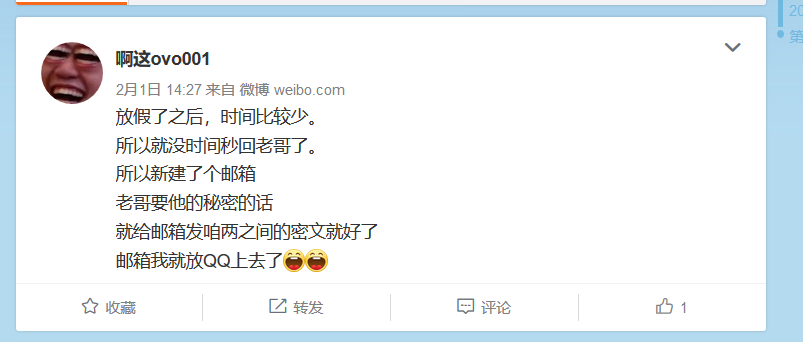 啊这ovo001
2月1日 14:27 来自 微博 weibo.com
放假了之后，时间比较少。
所以就没时间秒回老哥了。
所以新建了个邮箱
老哥要他的秘密的话
就给邮箱发咱两之间的密文就好了
邮箱我就放QQ上去了
收藏
转发
评论
1
20
第